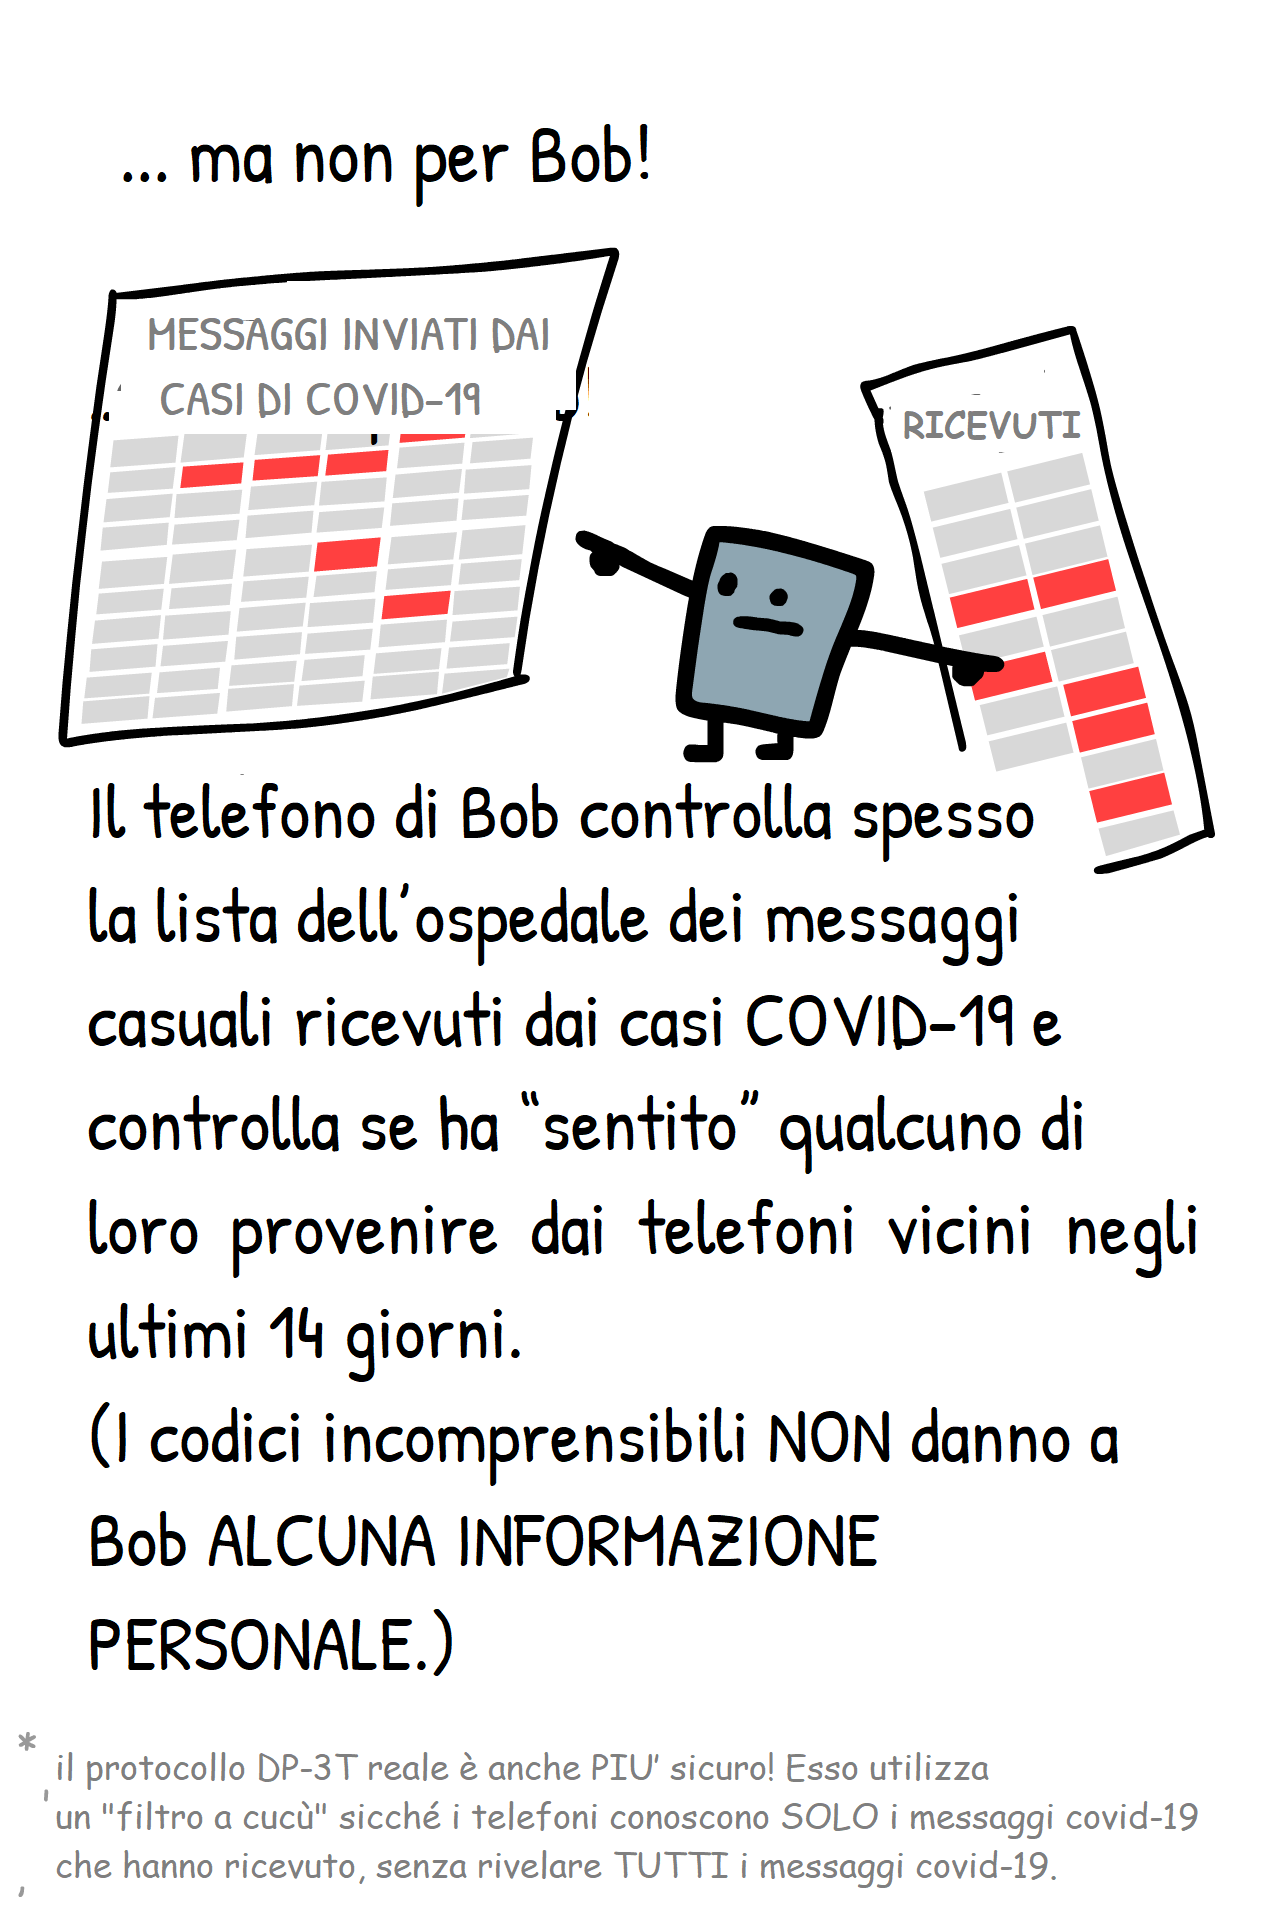 ... ma non per Bob!
MESSAGGI INVIATI DAI
CASI DI COVID-19
RICEVUTI
Il telefono di Bob controlla spesso
la lista dell'ospedale dei messaggi
casuali ricevuti dai casi COVID-19 e
controlla se ha “sentito” qualcuno di
loro provenire dai telefoni vicini negli
ultimi 14 giorni.
(I codici incomprensibili NON danno a
Bob ALCUNA INFORMAZIONE
PERSONALE.)
* il protocollo DP-3T reale è anche PIU' sicuro! Esso utilizza
un "filtro a cucù" sicché i telefoni conoscono SOLO i messaggi covid-19
che hanno ricevuto, senza rivelare TUTTI i messaggi covid-19.